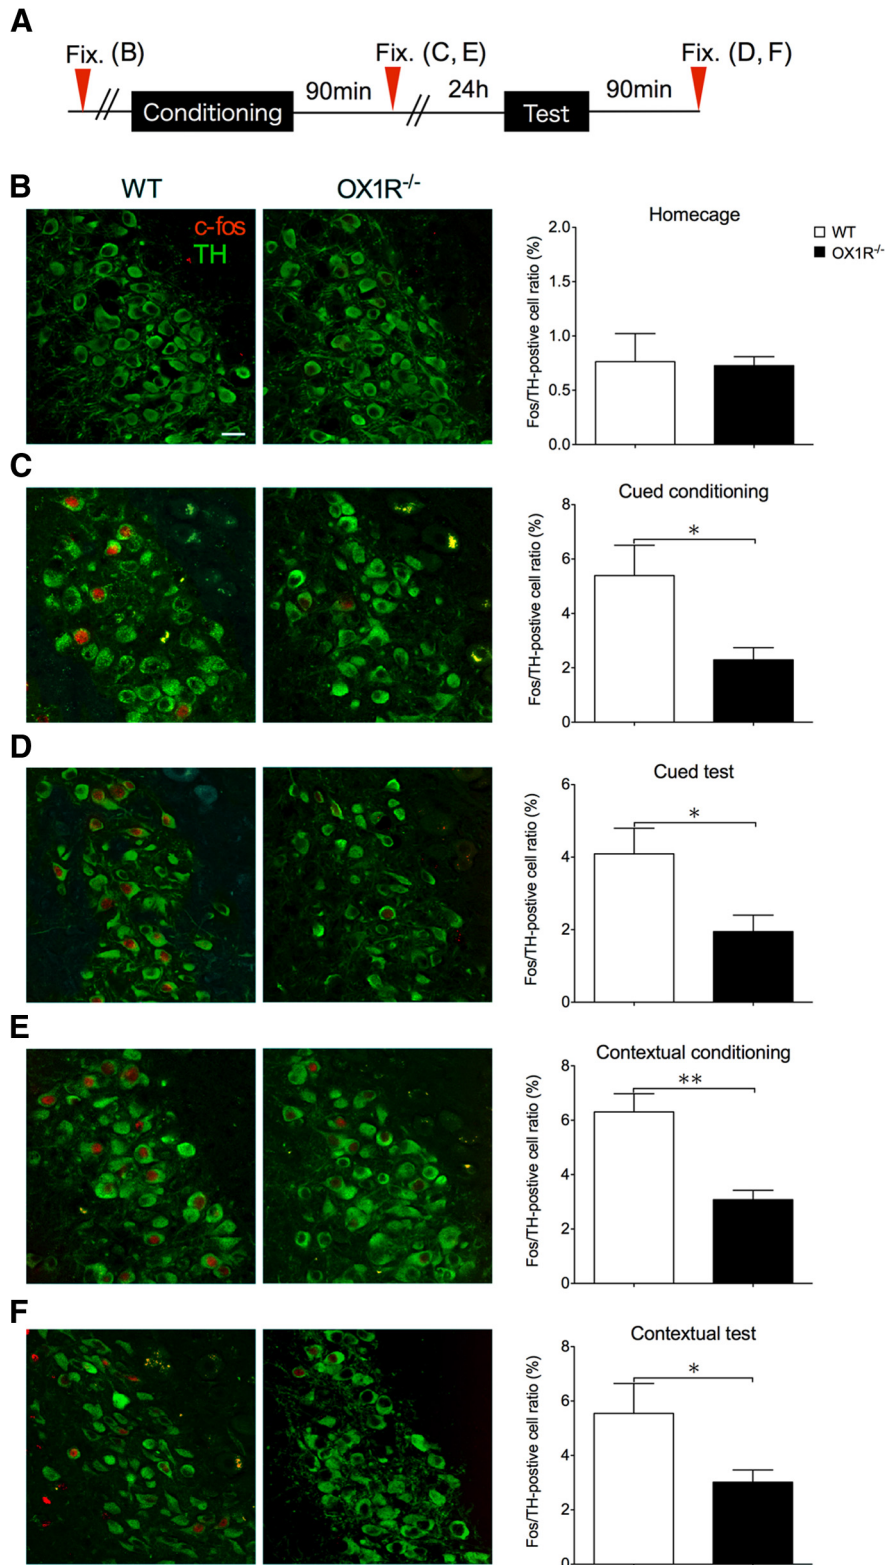 A
Fix. (B)
Fix. (C, E)
Fix. (D, F)
Conditioning
90min
24h
Test
90min
B
WT
OX1R-/-
c-fos
TH
Homecage
Fos/TH-postive cell ratio (%)
2.0
1.5
1.0
0.5
0.0
WT
OX1R-/-
C
Cued conditioning
Fos/TH-postive cell ratio (%)
8
6
4
2
0
*
D
Cued test
Fos/TH-postive cell ratio (%)
6
4
2
0
*
E
Contextual conditioning
Fos/TH-postive cell ratio (%)
8
6
4
2
0
**
F
Contextual test
Fos/TH-postive cell ratio (%)
8
6
4
2
0
*